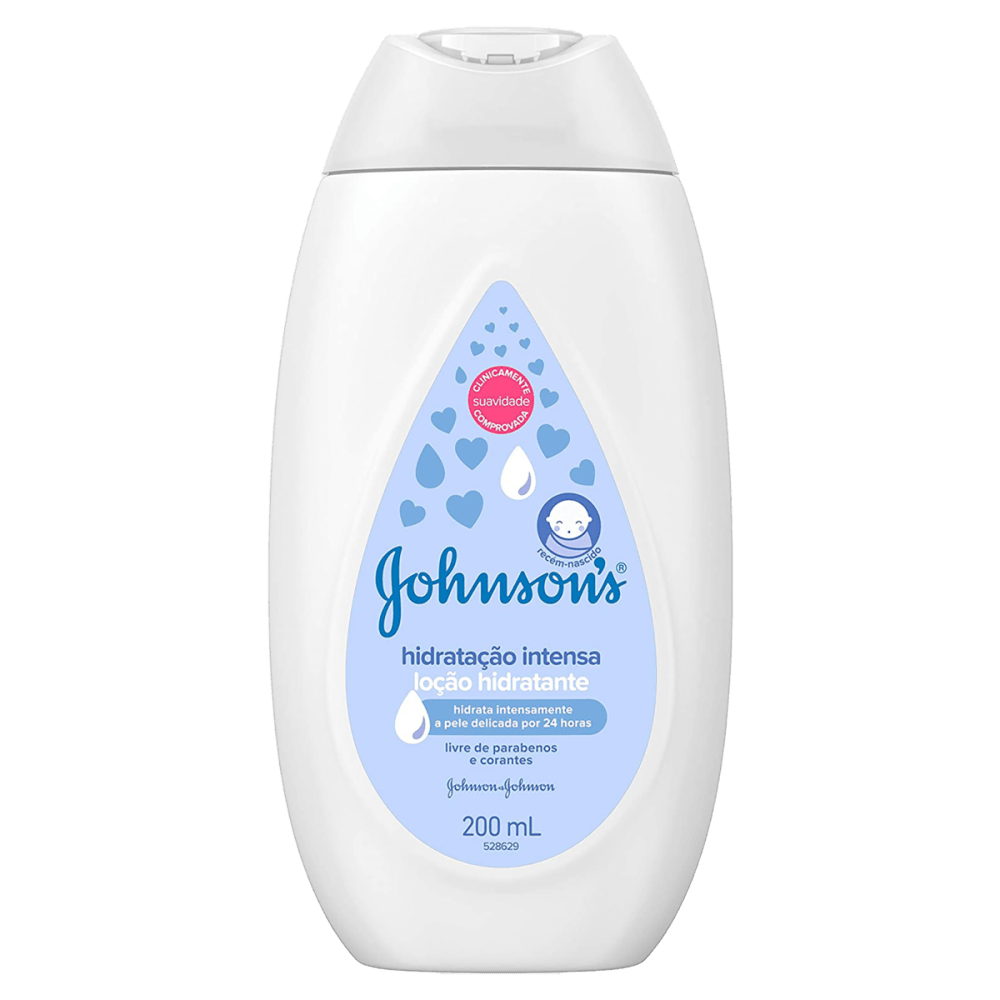 CLINICAMENTE
suavidade
COMPROVADA
recém-nascido
Johnson's®
hidratação intensa
loção hidratante
hidrata intensamente
a pele delicada por 24 horas
livre de parabenos
e corantes
Johnson & Johnson
200 mL
528629